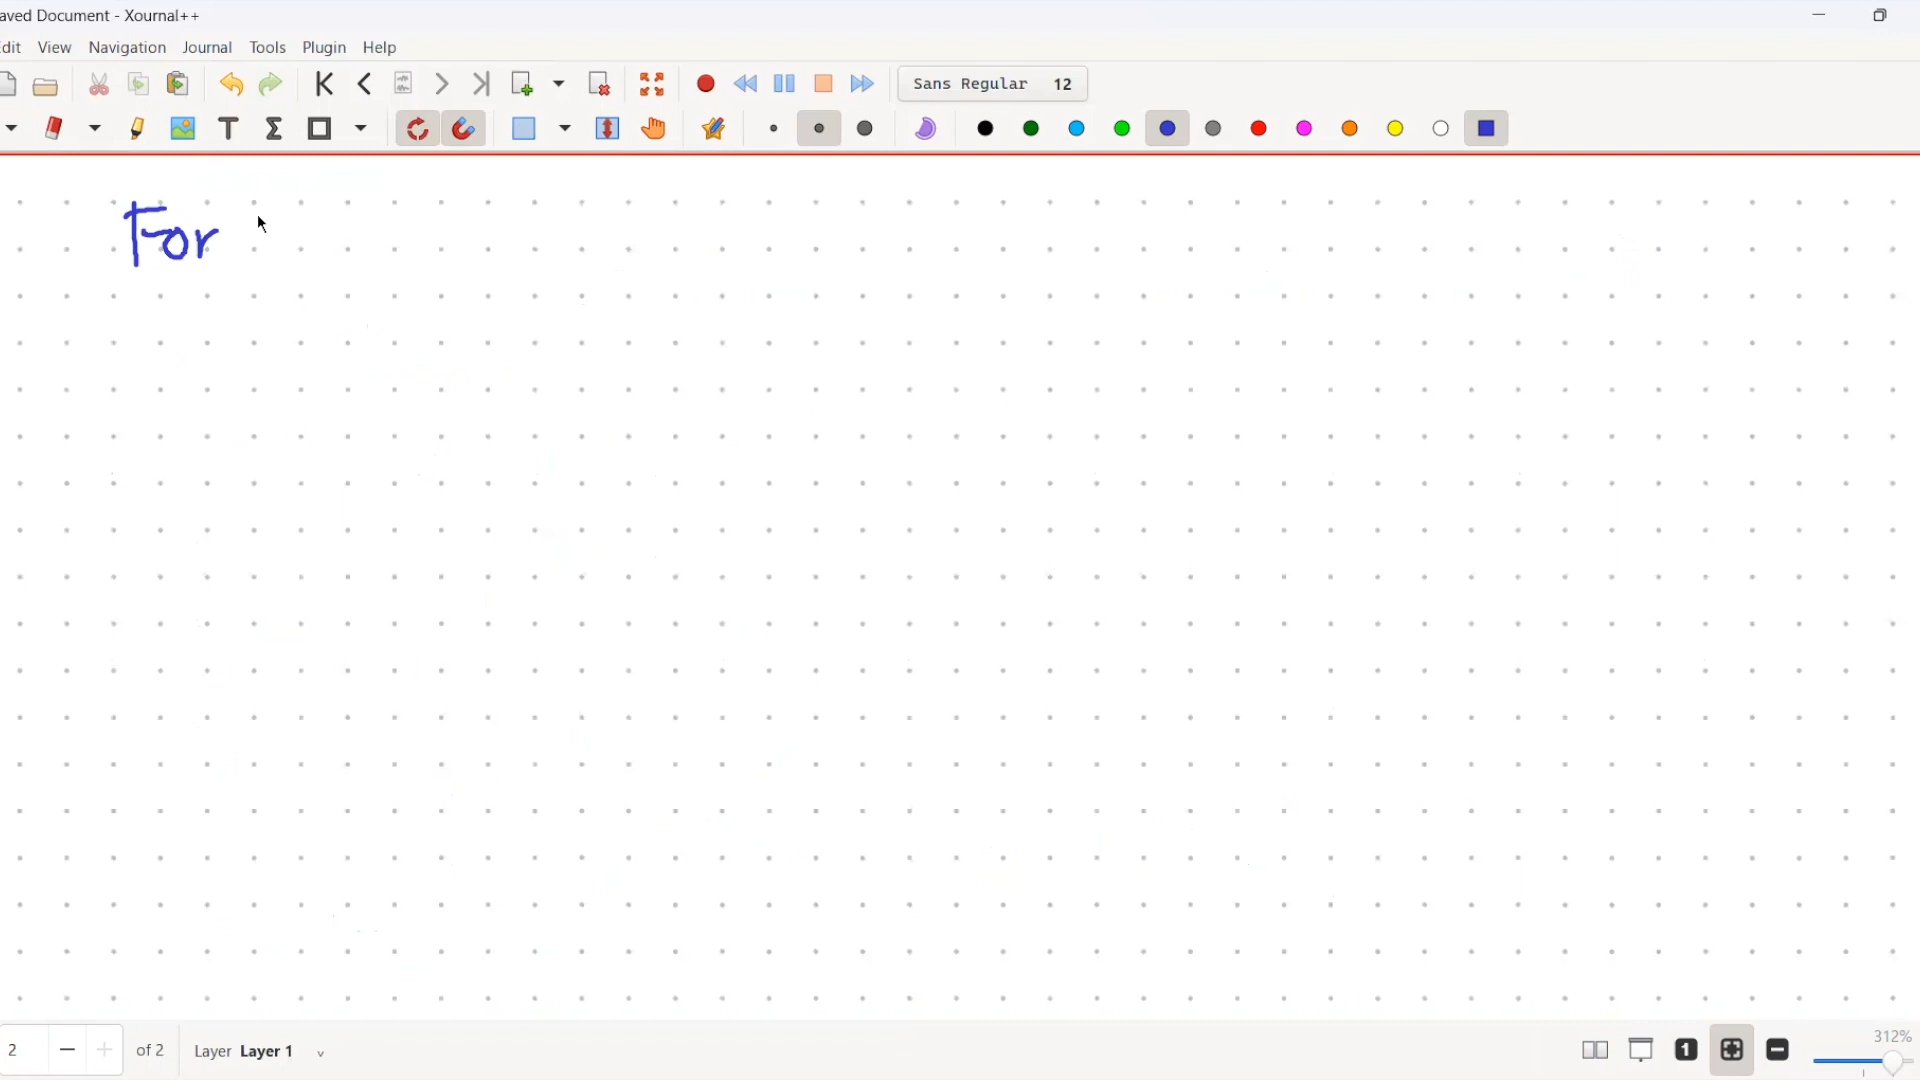 aved Document - Xournal++
dit View Navigation Journal Tools Plugin Help
Sans Regular 12
For
2 of 2 Layer Layer 1 1 312%